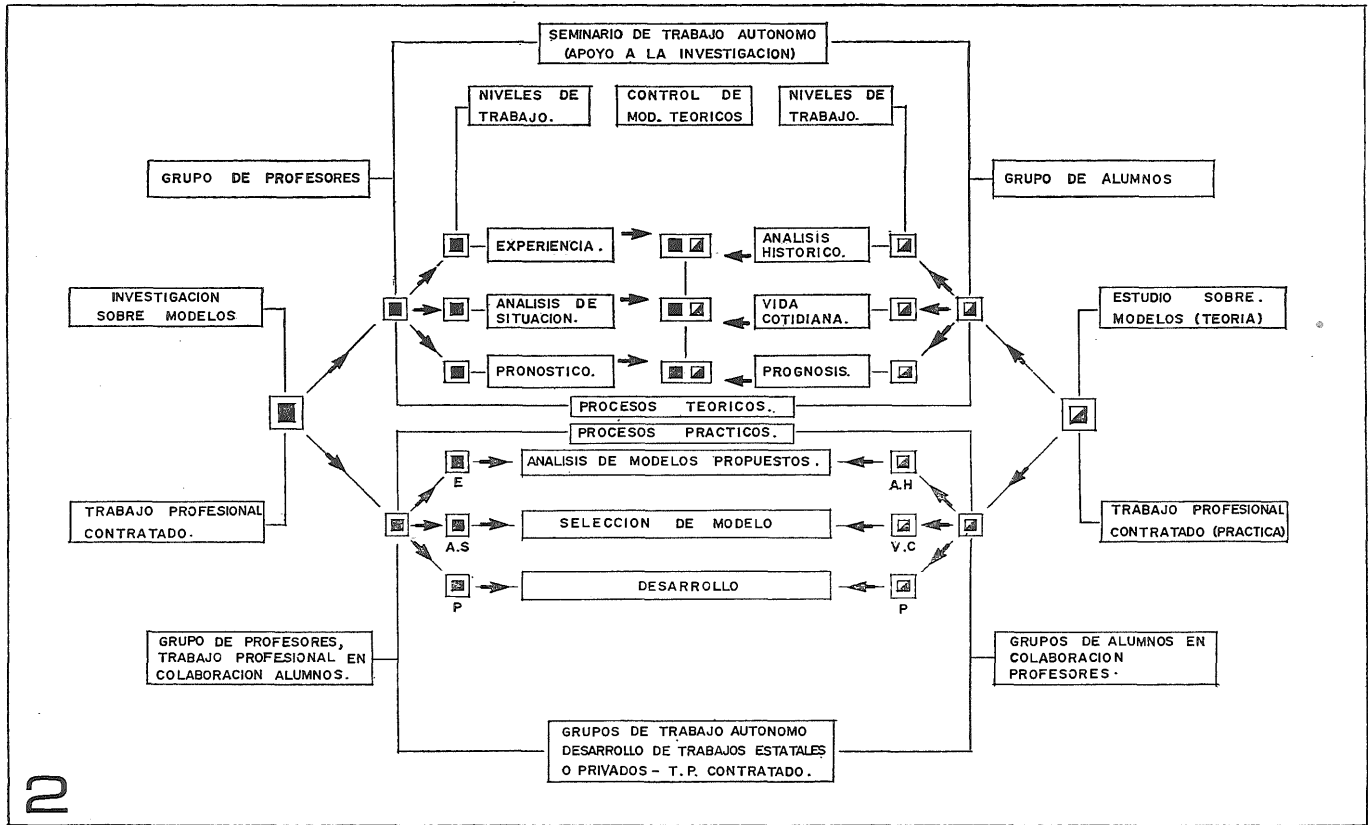 SEMINARIO DE TRABAJO AUTONOMO
(APOYO A LA INVESTIGACION)
NIVELES DE
TRABAJO.
CONTROL DE
MOD. TEORICOS
NIVELES DE
TRABAJO.
GRUPO DE PROFESORES
GRUPO DE ALUMNOS
EXPERIENCIA.
ANALISIS
HISTORICO.
INVESTIGACION
SOBRE MODELOS
ANALISIS DE
SITUACION.
VIDA
COTIDIANA.
ESTUDIO SOBRE.
MODELOS (TEORIA)
PRONOSTICO.
PROGNOSIS.
PROCESOS TEORICOS.
PROCESOS PRACTICOS.
E
ANALISIS DE MODELOS PROPUESTOS.
A.H
TRABAJO PROFESIONAL
CONTRATADO.
A.S
SELECCION DE MODELO
V.C
TRABAJO PROFESIONAL
CONTRATADO (PRACTICA)
P
DESARROLLO
P
GRUPO DE PROFESORES,
TRABAJO PROFESIONAL EN
COLABORACION ALUMNOS.
GRUPOS DE ALUMNOS EN
COLABORACION
PROFESORES.
GRUPOS DE TRABAJO AUTONOMO
DESARROLLO DE TRABAJOS ESTATALES
O PRIVADOS - T.P. CONTRATADO.
2